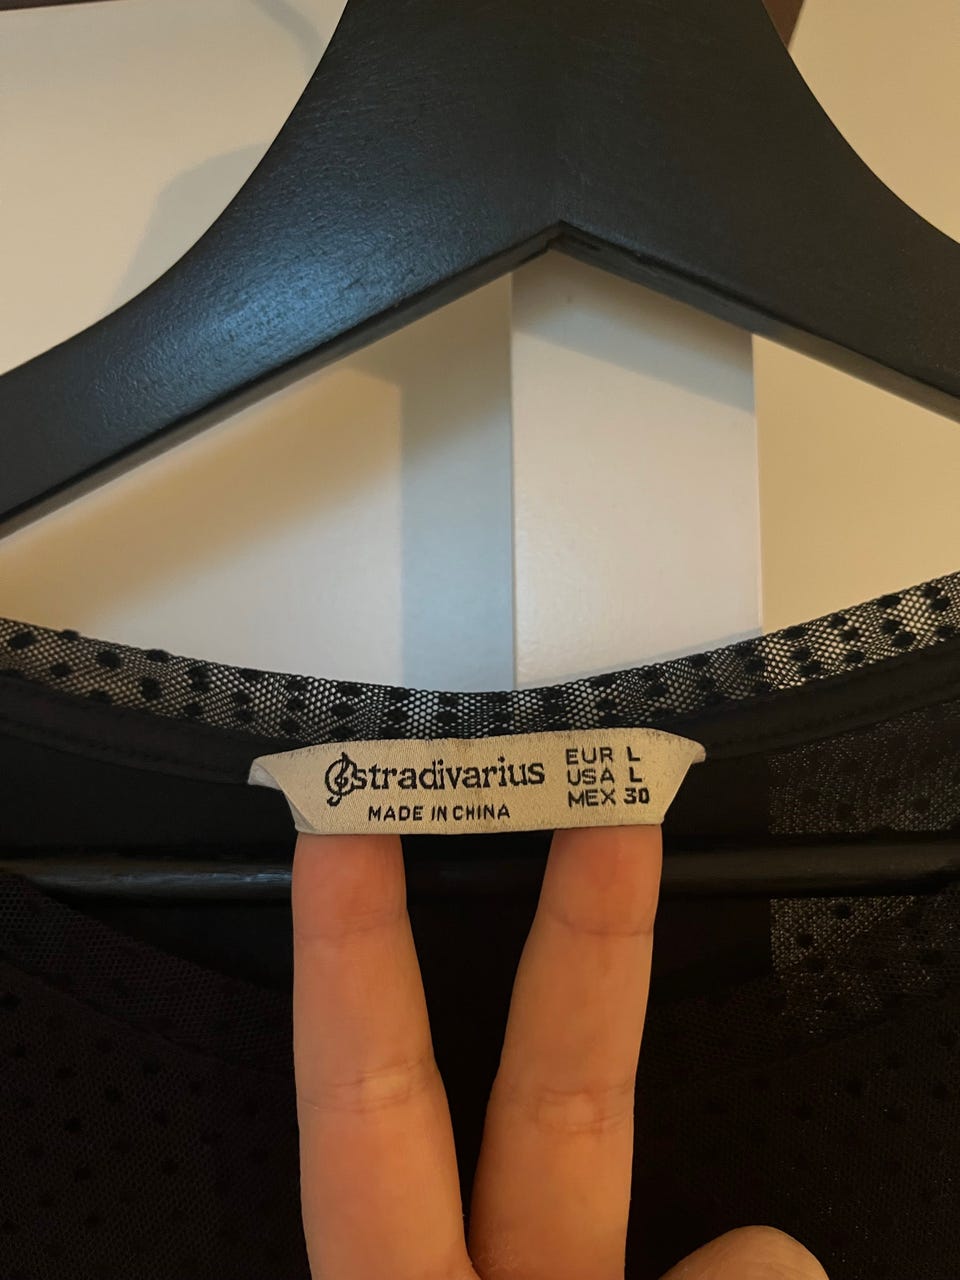 stradivarius
MADE IN CHINA
EUR L
USA L
MEX 30